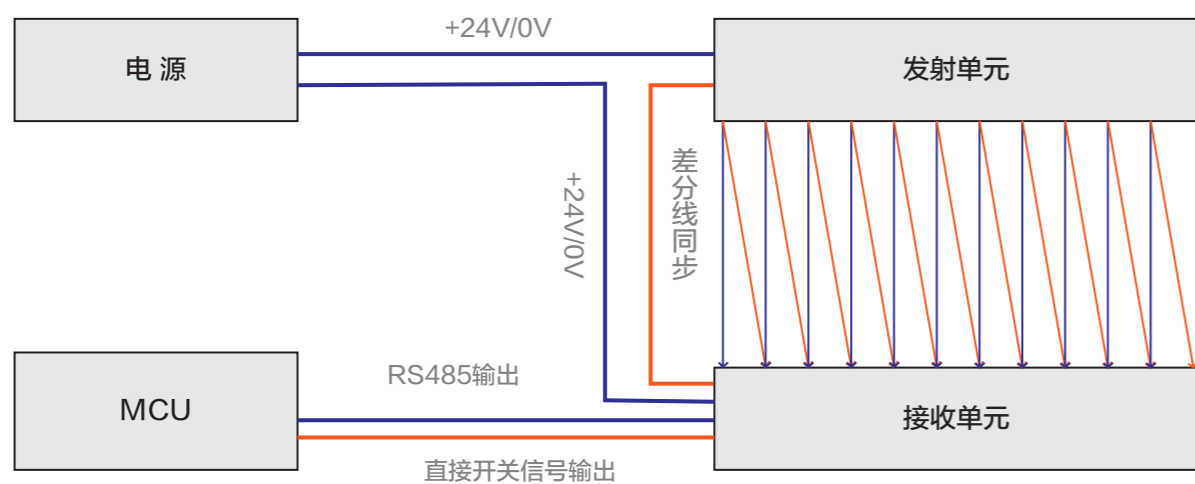 +24V/0V
电 源
发射单元
差分线同步
+24V/0V
RS485输出
MCU
接收单元
直接开关信号输出